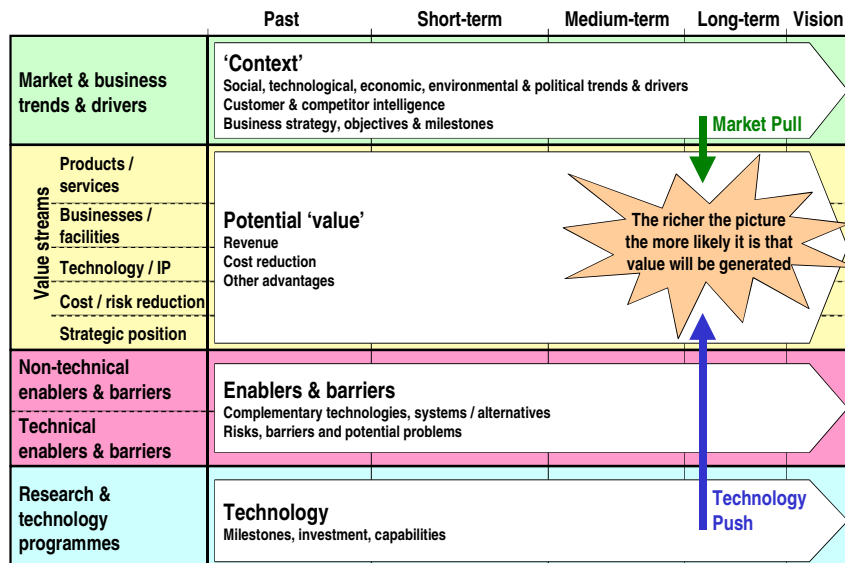 Past Short-term Medium-term Long-term Vision
Market & business
trends & drivers
‘Context’
Social, technological, economic, environmental & political trends & drivers
Customer & competitor intelligence
Business strategy, objectives & milestones
Market Pull
Value streams
Products /
services
Businesses /
facilities
Technology / IP
Cost / risk reduction
Strategic position
Potential ‘value’
Revenue
Cost reduction
Other advantages
The richer the picture
the more likely it is that
value will be generated
Non-technical
enablers & barriers
Technical
enablers & barriers
Enablers & barriers
Complementary technologies, systems / alternatives
Risks, barriers and potential problems
Research &
technology
programmes
Technology
Milestones, investment, capabilities
Technology
Push